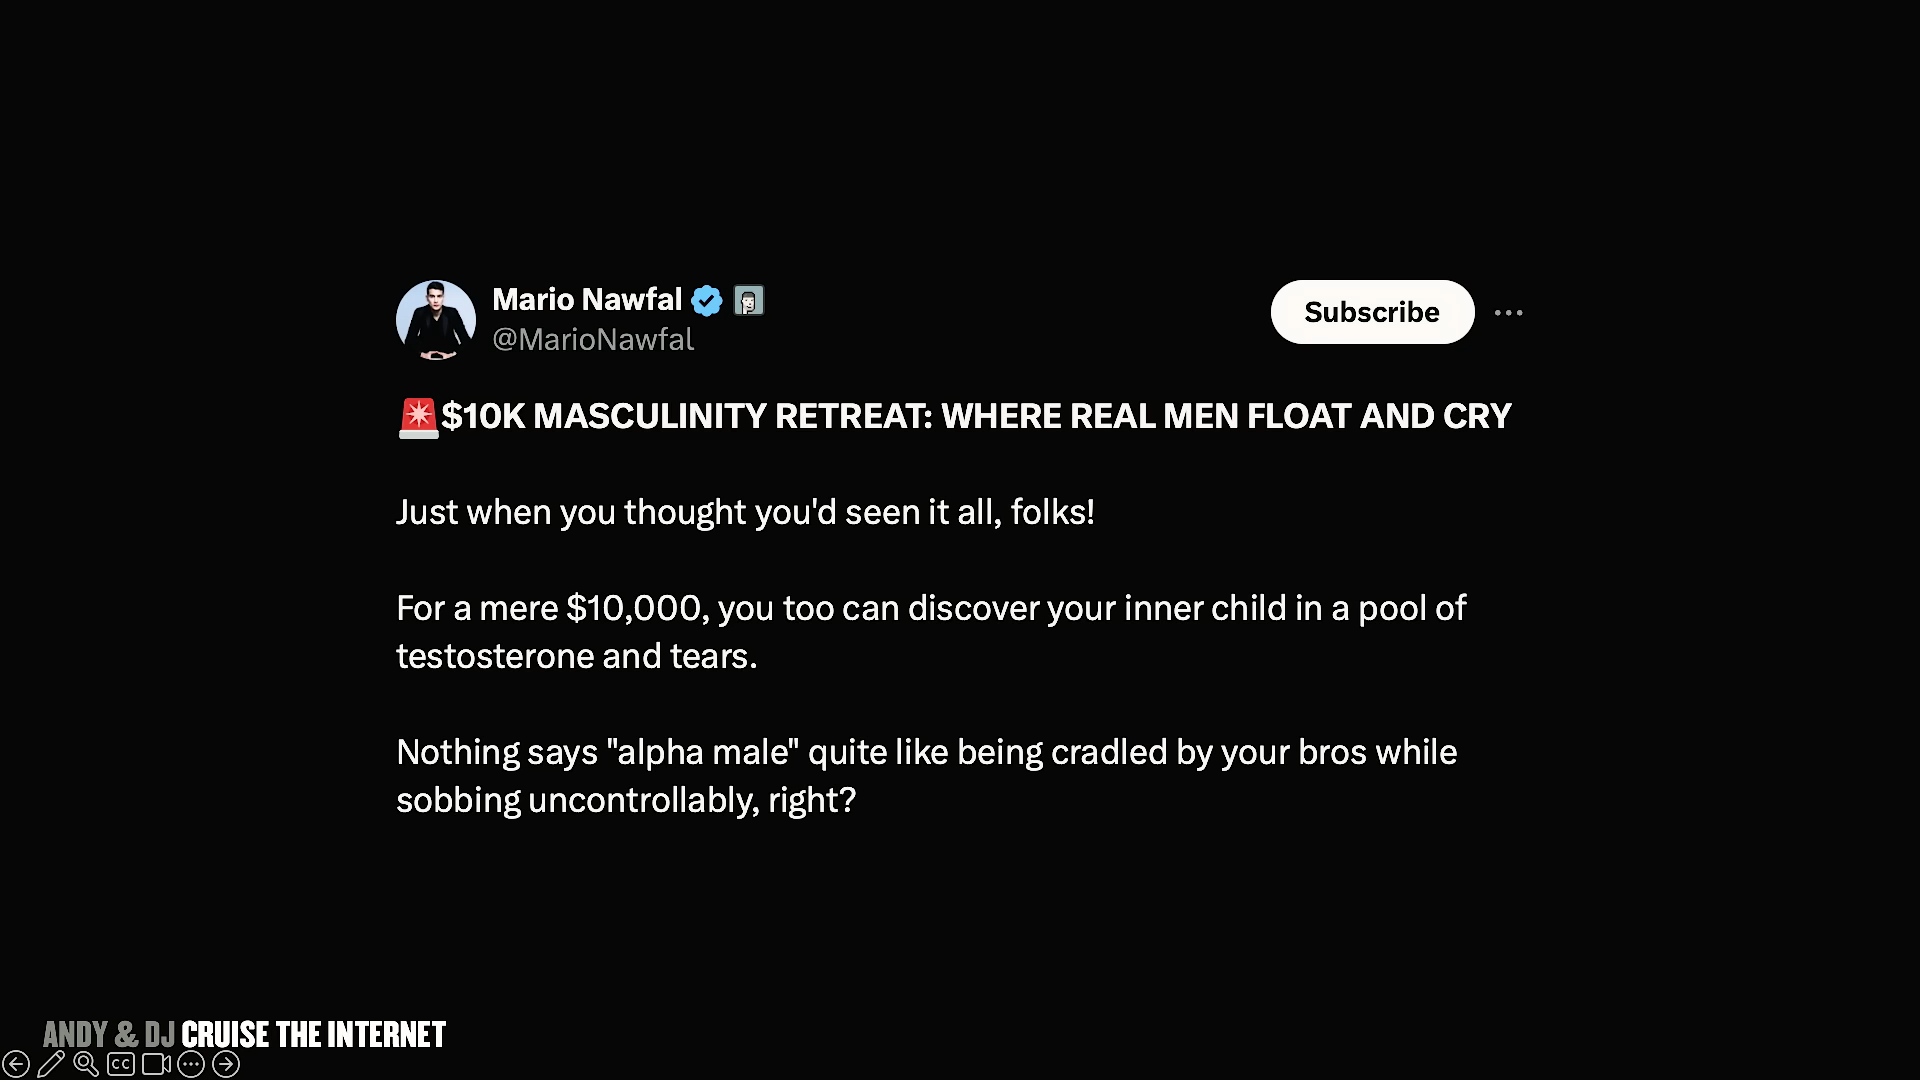 Mario Nawfal
@MarioNawfal
Subscribe
🚨$10K MASCULINITY RETREAT: WHERE REAL MEN FLOAT AND CRY
Just when you thought you'd seen it all, folks!
For a mere $10,000, you too can discover your inner child in a pool of
testosterone and tears.
Nothing says "alpha male" quite like being cradled by your bros while
sobbing uncontrollably, right?
ANDY & DJ CRUISE THE INTERNET
CC